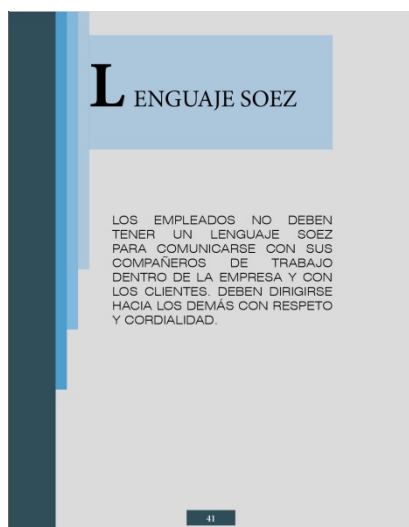 LENGUAJE SOEZ
LOS EMPLEADOS NO DEBEN
TENER UN LENGUAJE SOEZ
PARA COMUNICARSE CON SUS
COMPAÑEROS DE TRABAJO
DENTRO DE LA EMPRESA Y CON
LOS CLIENTES. DEBEN DIRIGIRSE
HACIA LOS DEMÁS CON RESPETO
Y CORDIALIDAD.
41